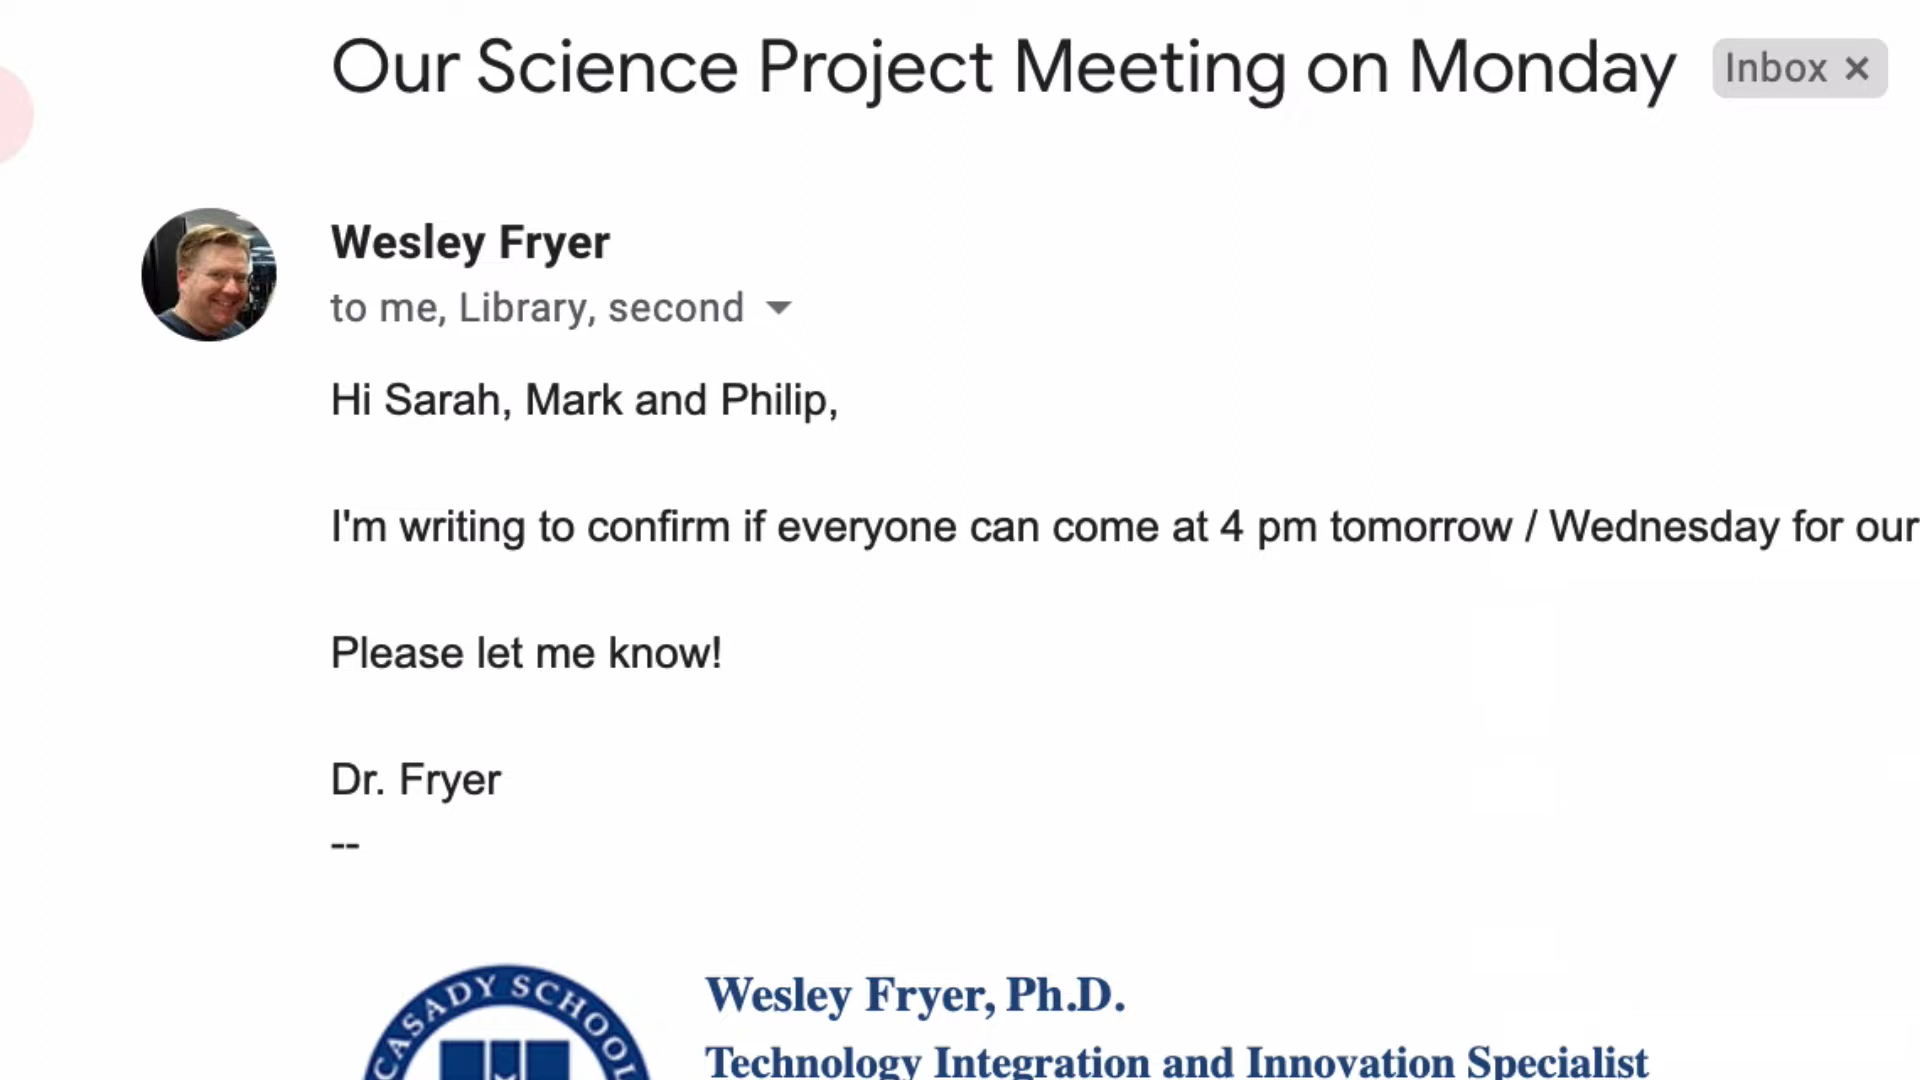 Our Science Project Meeting on Monday Inbox ×
Wesley Fryer
to me, Library, second
Hi Sarah, Mark and Philip,
I'm writing to confirm if everyone can come at 4 pm tomorrow / Wednesday for our
Please let me know!
Dr. Fryer
--
CASADY SCHOOL
Wesley Fryer, Ph.D.
Technology Integration and Innovation Specialist